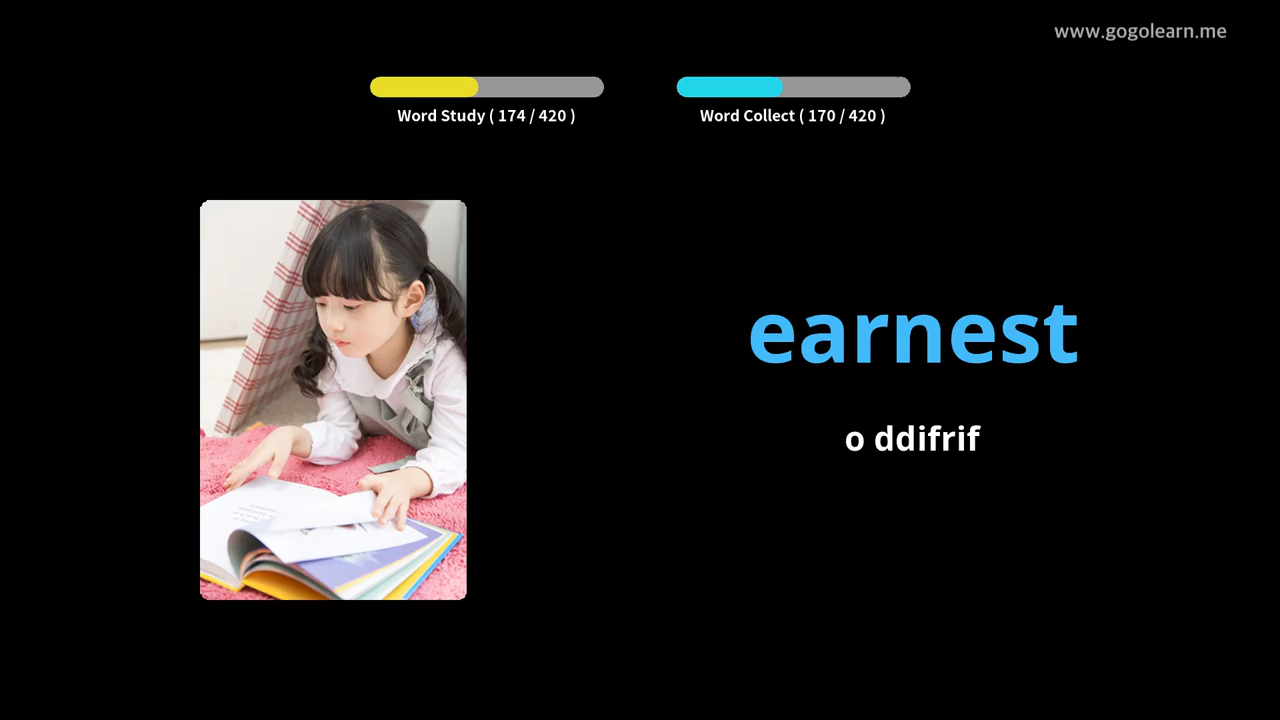 www.gogolearn.me
Word Study ( 174 / 420 )
Word Collect ( 170 / 420 )
earnest
o ddifrif